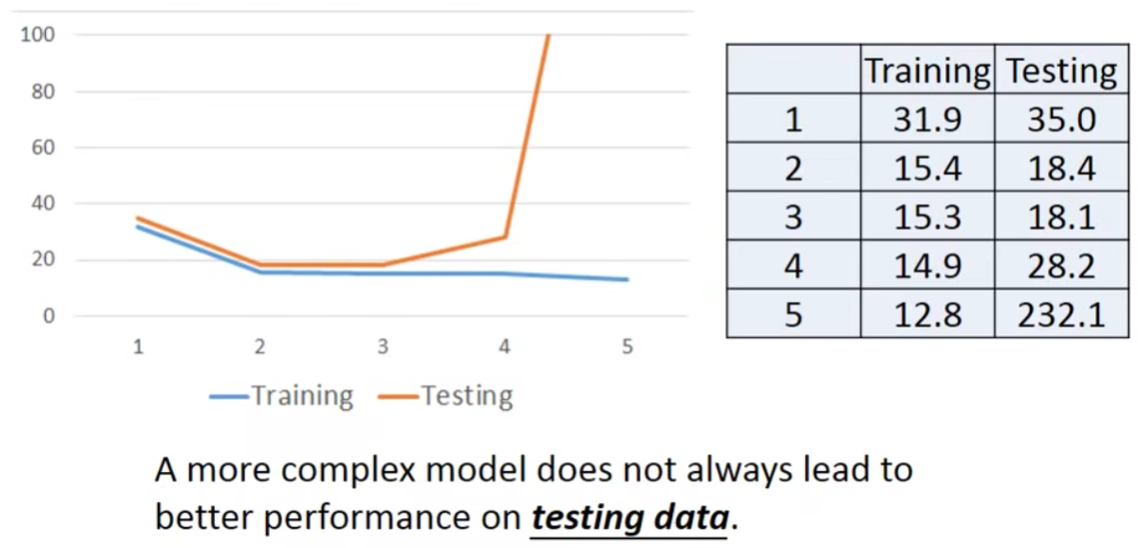 100
80
60
40
20
0
1 2 3 4 5
Training Testing
Training Testing
1 31.9 35.0
2 15.4 18.4
3 15.3 18.1
4 14.9 28.2
5 12.8 232.1
A more complex model does not always lead to
better performance on testing data.